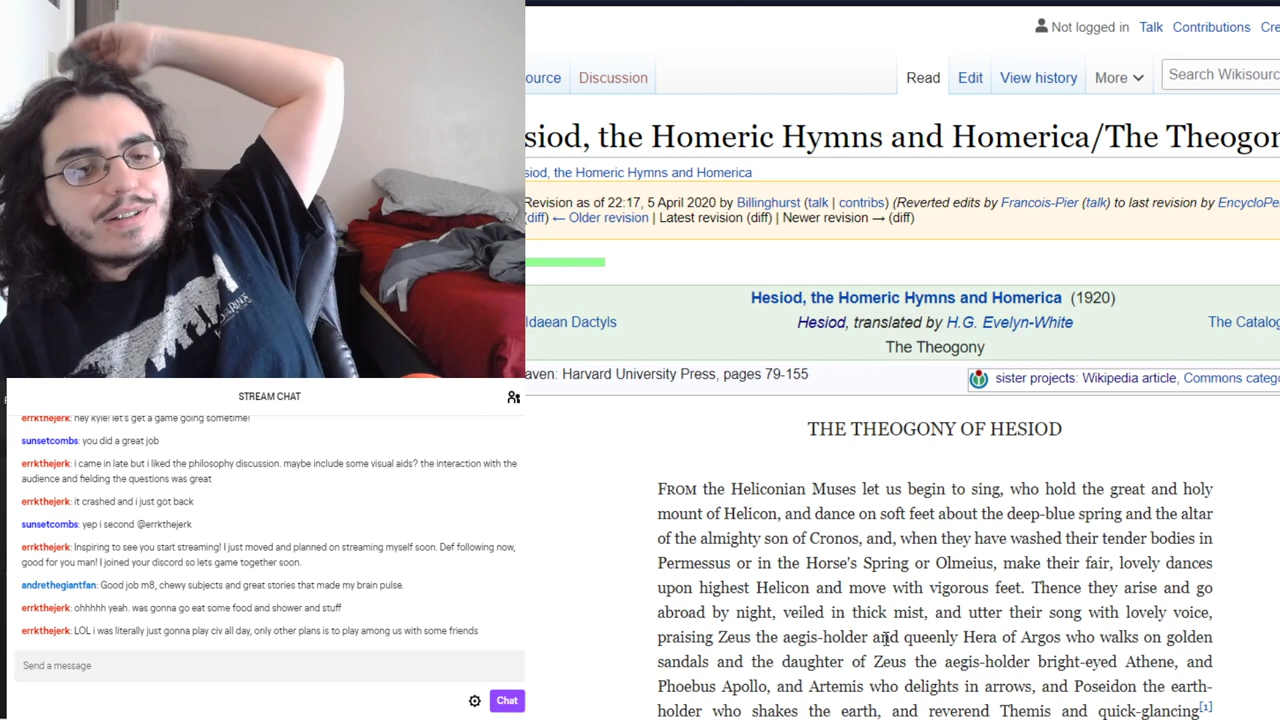 Not logged in Talk Contributions Cre
ource Discussion Read Edit View history More Search Wikisourc
siod, the Homeric Hymns and Homerica/The Theogon
siod, the Homeric Hymns and Homerica
Revision as of 22:17, 5 April 2020 by Billinghurst (talk | contribs) (Reverted edits by Francois-Pier (talk) to last revision by EncycloPe
(diff) ← Older revision | Latest revision (diff) | Newer revision → (diff)
Hesiod, the Homeric Hymns and Homerica (1920)
Idaean Dactyls Hesiod, translated by H.G. Evelyn-White The Catalog
The Theogony
aven: Harvard University Press, pages 79-155
sister projects: Wikipedia article, Commons catego
THE THEOGONY OF HESIOD
FROM the Heliconian Muses let us begin to sing, who hold the great and holy
mount of Helicon, and dance on soft feet about the deep-blue spring and the altar
of the almighty son of Cronos, and, when they have washed their tender bodies in
Permessus or in the Horse's Spring or Olmeius, make their fair, lovely dances
upon highest Helicon and move with vigorous feet. Thence they arise and go
abroad by night, veiled in thick mist, and utter their song with lovely voice,
praising Zeus the aegis-holder and queenly Hera of Argos who walks on golden
sandals and the daughter of Zeus the aegis-holder bright-eyed Athene, and
Phoebus Apollo, and Artemis who delights in arrows, and Poseidon the earth-
holder who shakes the earth, and reverend Themis and quick-glancing[1]
STREAM CHAT
errkthejerk: hey kyle! let's get a game going sometime!
sunsetcombs: you did a great job
errkthejerk: i came in late but i liked the philosophy discussion. maybe include some visual aids? the interaction with the
audience and fielding the questions was great
errkthejerk: it crashed and i just got back
sunsetcombs: yep i second @errkthejerk
errkthejerk: Inspiring to see you start streaming! I just moved and planned on streaming myself soon. Def following now,
good for you man! I joined your discord so lets game together soon.
andrethegiantfan: Good job m8, chewy subjects and great stories that made my brain pulse.
errkthejerk: ohhhhh yeah. was gonna go eat some food and shower and stuff
errkthejerk: LOL i was literally just gonna play civ all day, only other plans is to play among us with some friends
Send a message
Chat